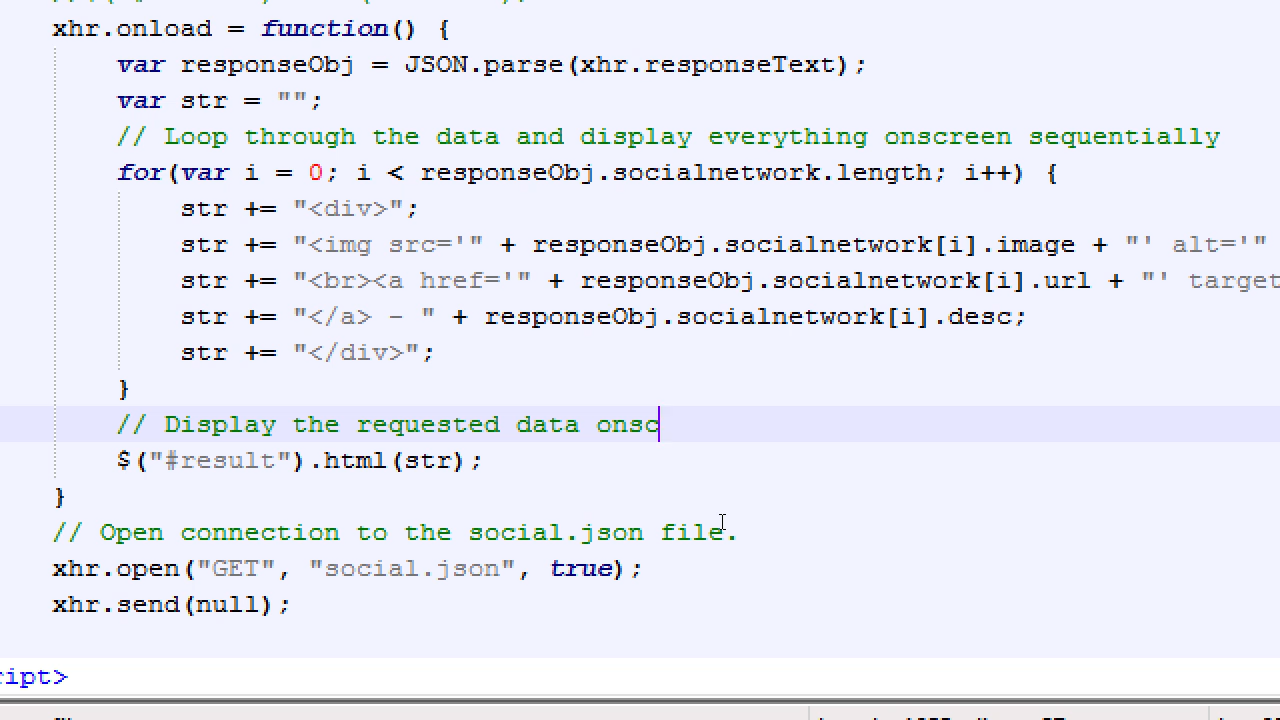 xhr.onload = function() {
var responseObj = JSON.parse(xhr.responseText);
var str = "";
// Loop through the data and display everything onscreen sequentially
for(var i = 0; i < responseObj.socialnetwork.length; i++) {
str += "<div>";
str += "<img src='" + responseObj.socialnetwork[i].image + "' alt='"
str += "<br><a href='" + responseObj.socialnetwork[i].url + "' target
str += "</a> - " + responseObj.socialnetwork[i].desc;
str += "</div>";
}
// Display the requested data onsc
$("#result").html(str);
}
// Open connection to the social.json file.
xhr.open("GET", "social.json", true);
xhr.send(null);
ript>